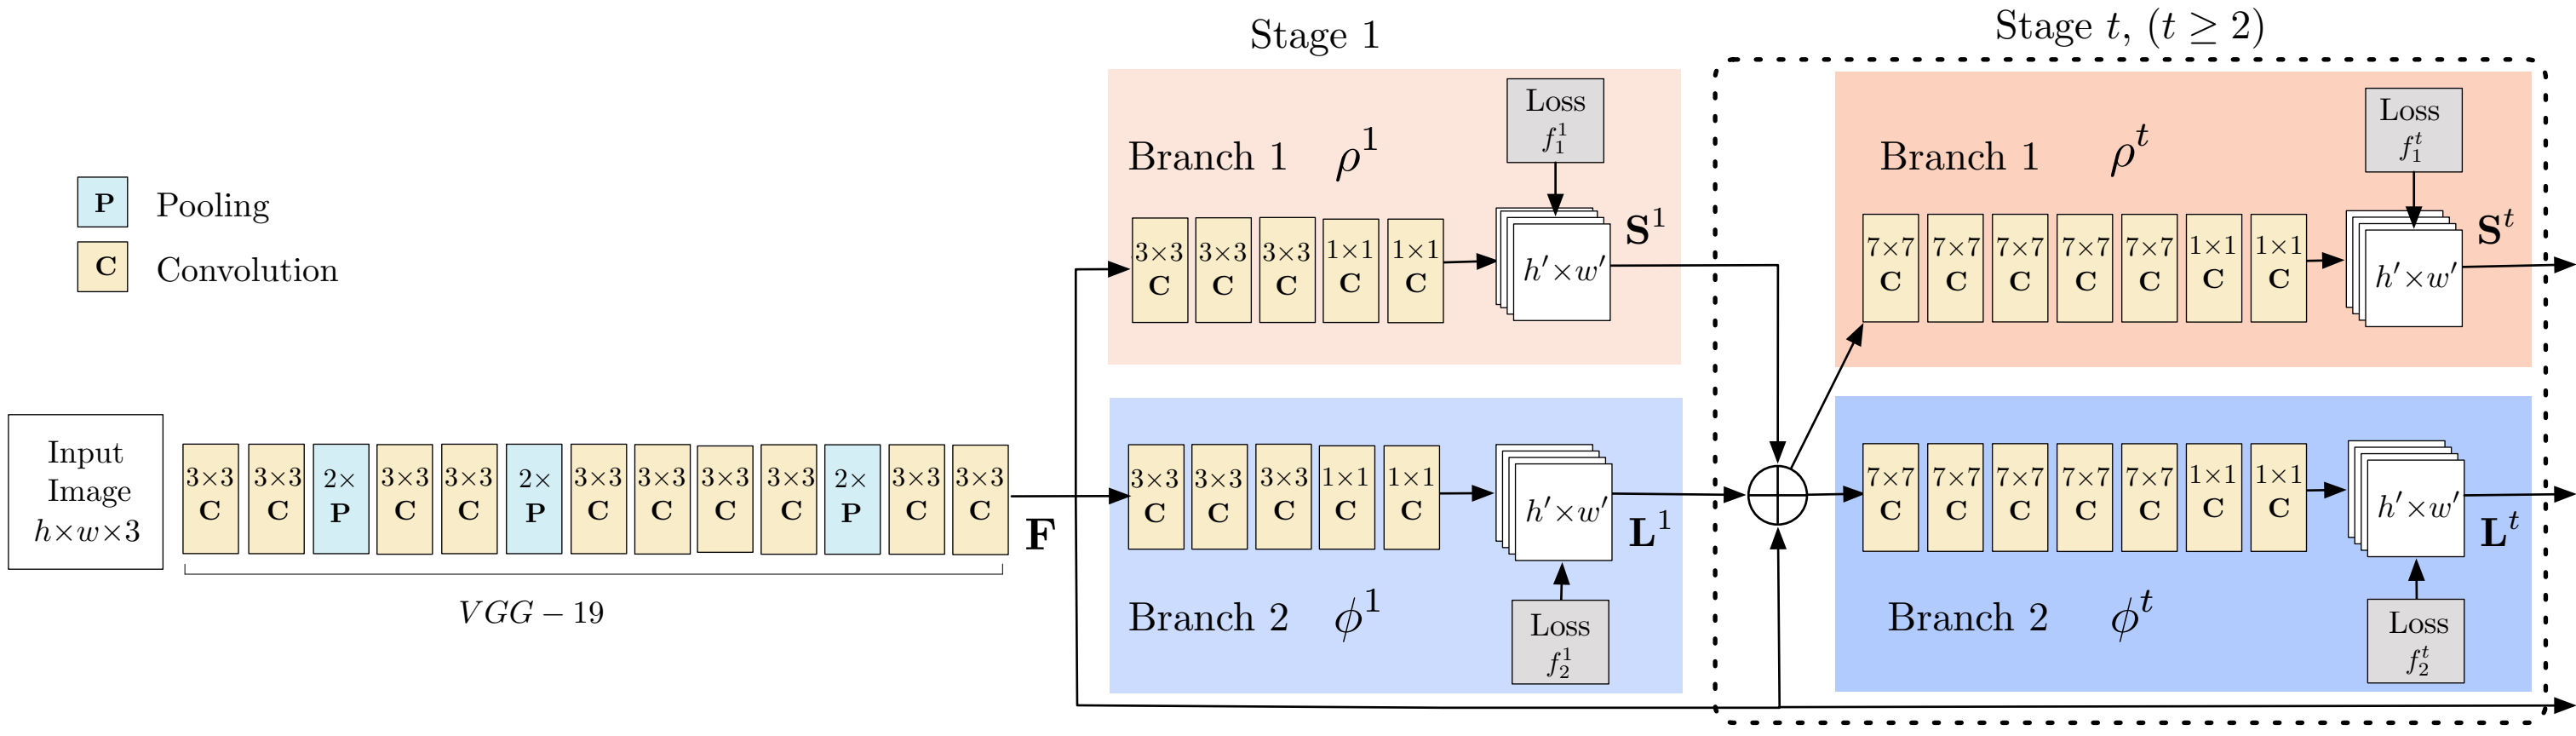 Stage 1
Stage t, (t ≥ 2)
P Pooling
C Convolution
Input
Image
h×w×3
3×3 3×3 2× 3×3 3×3 2× 3×3 3×3 3×3 3×3 2× 3×3 3×3
C C P C C P C C C C P C C
VGG − 19
F
Branch 1 ρ¹
Loss
f₁¹
3×3 3×3 3×3 1×1 1×1
C C C C C
h′×w′
S¹
3×3 3×3 3×3 1×1 1×1
C C C C C
h′×w′
L¹
Branch 2 ϕ¹
Loss
f₂¹
Branch 1 ρᵗ
Loss
f₁ᵗ
7×7 7×7 7×7 7×7 7×7 1×1 1×1
C C C C C C C
h′×w′
Sᵗ
7×7 7×7 7×7 7×7 7×7 1×1 1×1
C C C C C C C
h′×w′
Lᵗ
Branch 2 ϕᵗ
Loss
f₂ᵗ